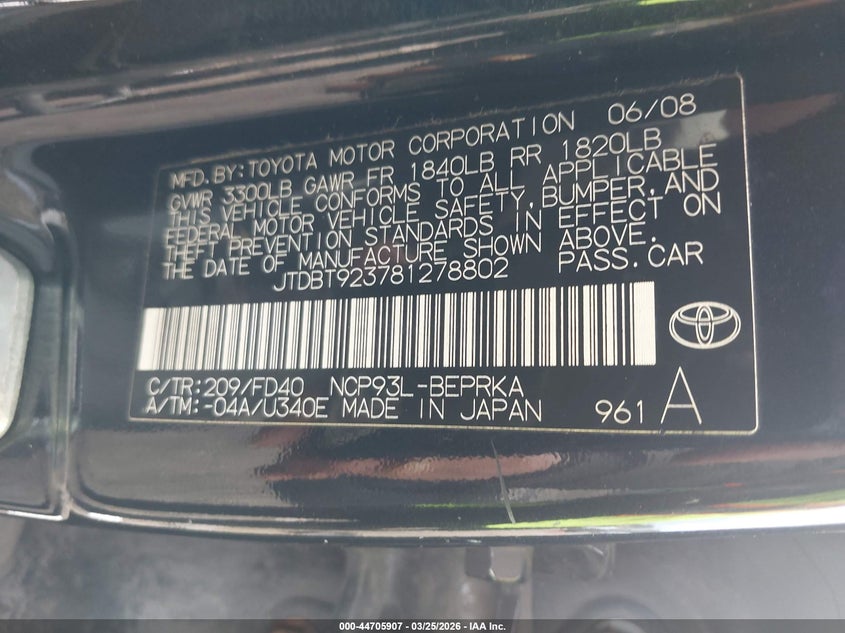 MFD. BY: TOYOTA MOTOR CORPORATION 06/08
GVWR 3300LB GAWR FR 1840LB RR 1820LB
THIS VEHICLE CONFORMS TO ALL APPLICABLE
FEDERAL MOTOR VEHICLE SAFETY, BUMPER, AND
THEFT PREVENTION STANDARDS IN EFFECT ON
THE DATE OF MANUFACTURE SHOWN ABOVE.
JTDBT923781278802 PASS. CAR
C/TR: 209/FD40 NCP93L-BEPRKA
A/TM: -04A/U340E MADE IN JAPAN 961 A
000-44705907 - 03/25/2026 - IAA Inc.